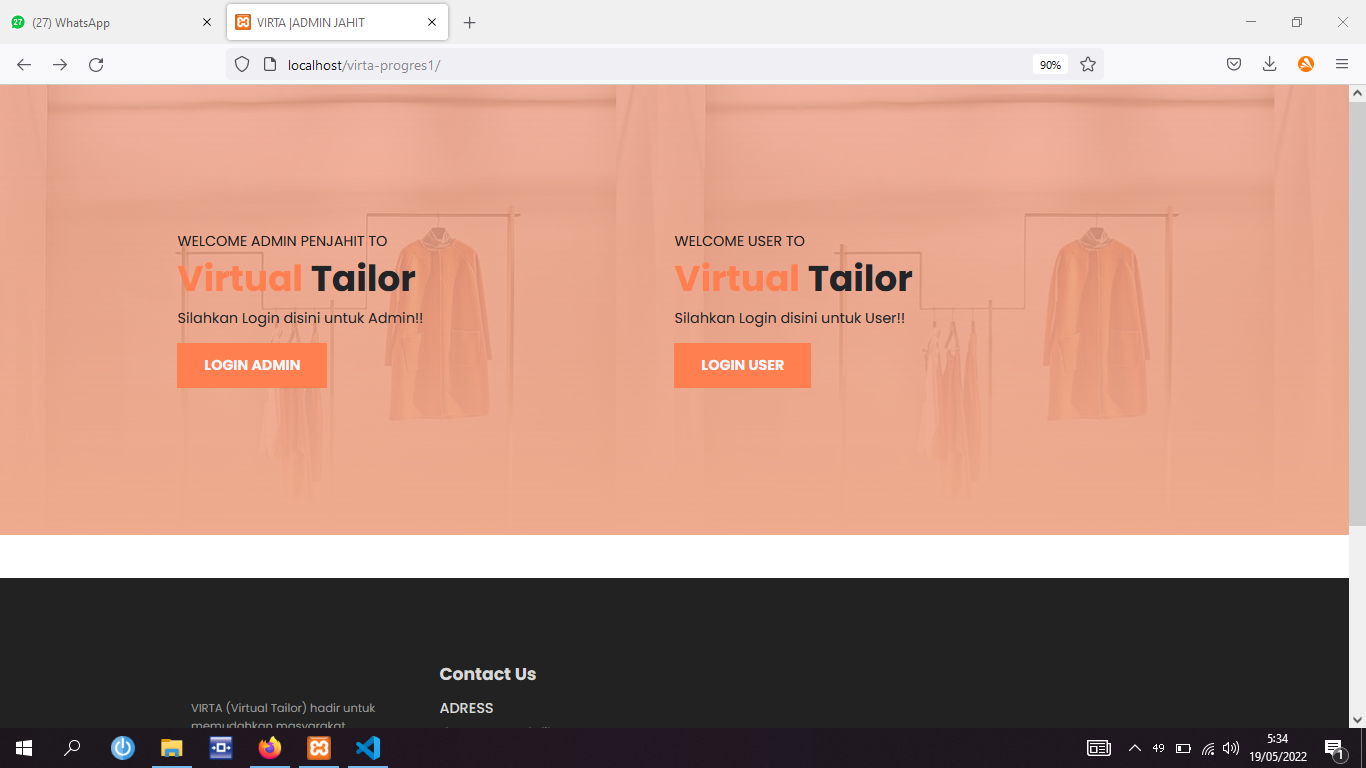 27
(27) WhatsApp
VIRTA |ADMIN JAHIT
localhost/virta-progres1/
90%
WELCOME ADMIN PENJAHIT TO
Virtual Tailor
Silahkan Login disini untuk Admin!!
LOGIN ADMIN
WELCOME USER TO
Virtual Tailor
Silahkan Login disini untuk User!!
LOGIN USER
VIRTA (Virtual Tailor) hadir untuk
memudahkan masyarakat
Contact Us
ADRESS
49
5:34
19/05/2022
1